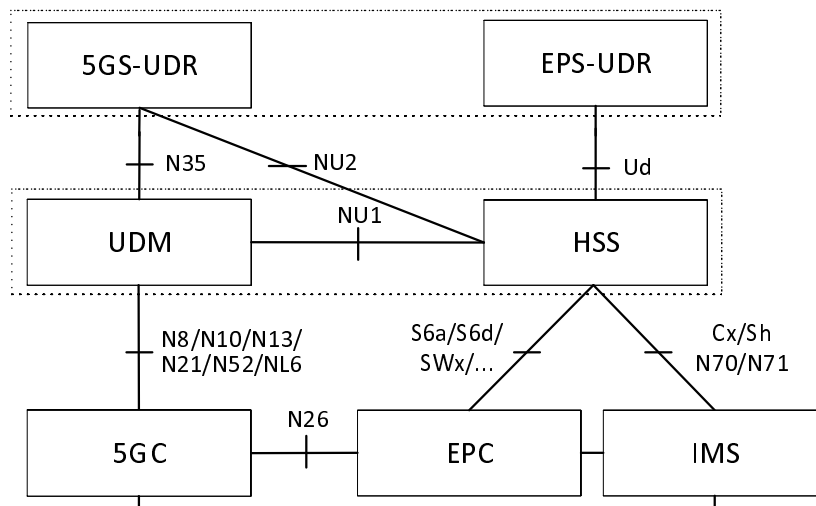 5GS-UDR
EPS-UDR
N35
NU2
Ud
NU1
UDM
HSS
N8/N10/N13/
N21/N52/NL6
S6a/S6d/
SWx/...
Cx/Sh
N70/N71
N26
5GC
EPC
IMS